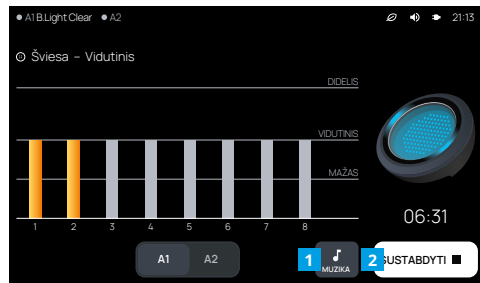 A1 B.Light Clear A2 21:13
Šviesa – Vidutinis
DIDELIS
VIDUTINIS
MAŽAS
1 2 3 4 5 6 7 8
06:31
A1 A2
1 MUZIKA
2 SUSTABDYTI